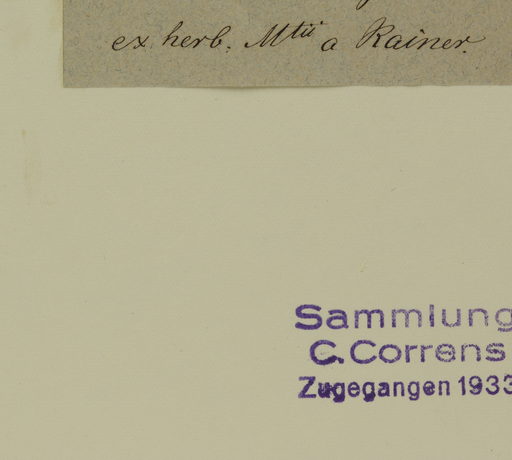 ex herb. Mtii a Rainer.
Sammlung
C. Correns
Zugegangen 1933